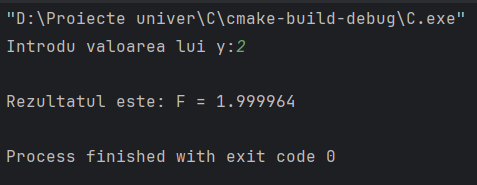 "D:\Proiecte univer\C\cmake-build-debug\C.exe"
Introdu valoarea lui y:2
Rezultatul este: F = 1.999964
Process finished with exit code 0